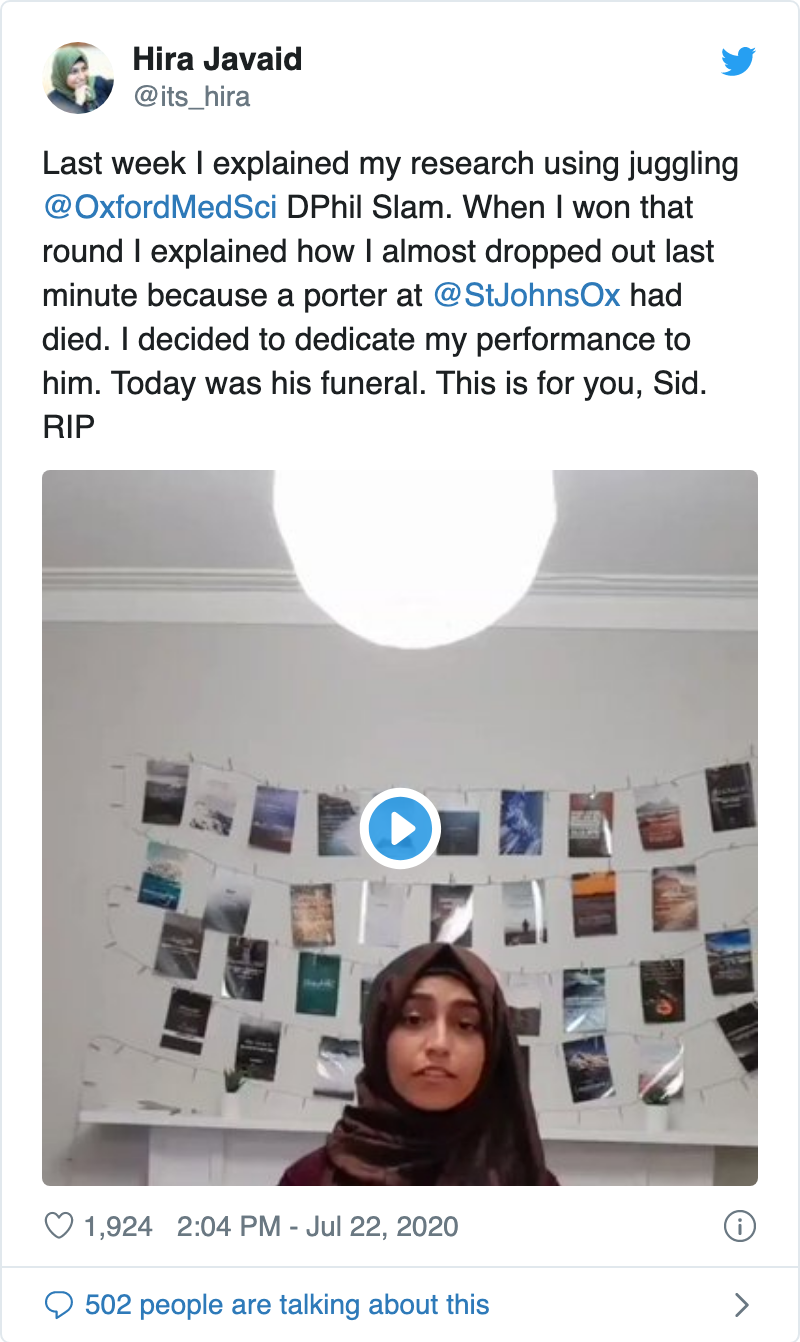 Hira Javaid
@its_hira
Last week I explained my research using juggling
@OxfordMedSci DPhil Slam. When I won that
round I explained how I almost dropped out last
minute because a porter at @StJohnsOx had
died. I decided to dedicate my performance to
him. Today was his funeral. This is for you, Sid.
RIP
1,924 2:04 PM - Jul 22, 2020
502 people are talking about this